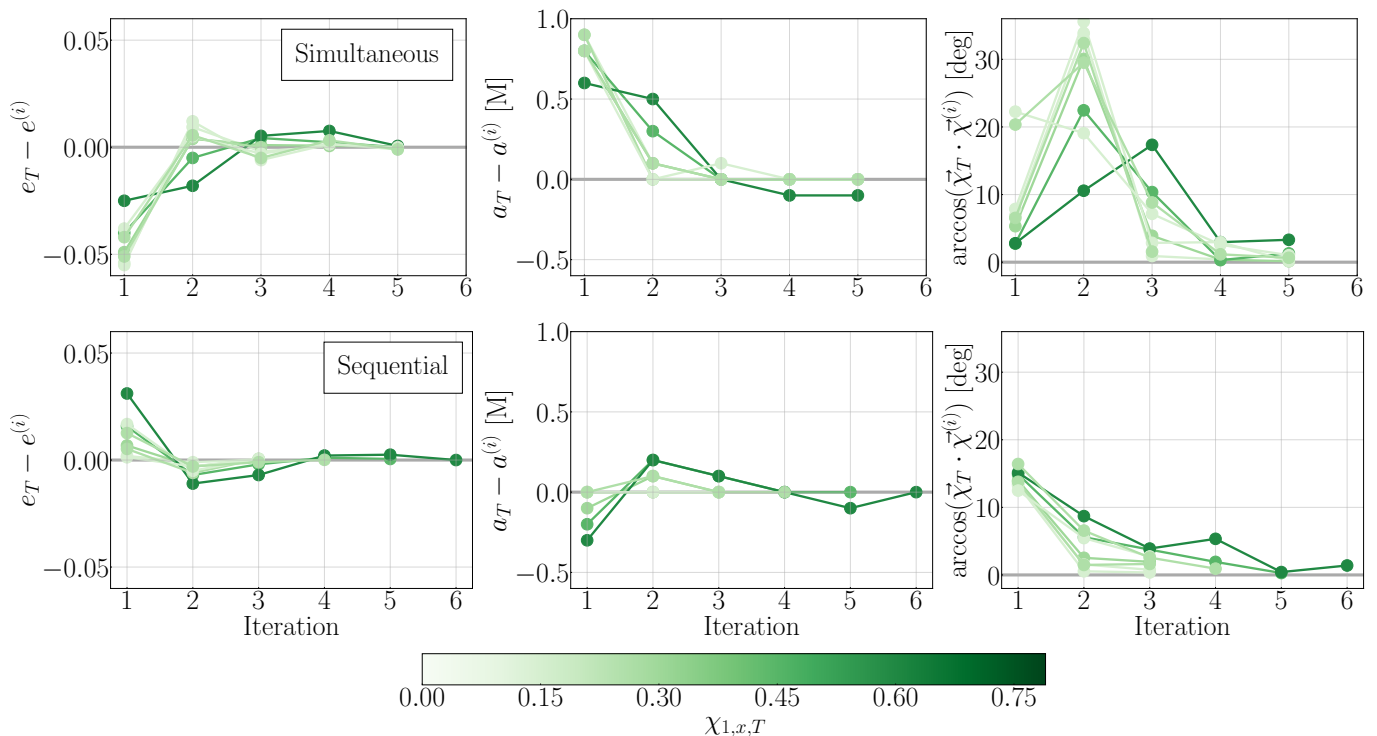 Simultaneous
e_T − e^{(i)}
0.05
0.00
−0.05
1 2 3 4 5 6
a_T − a^{(i)} [M]
1.0
0.5
0.0
−0.5
1 2 3 4 5 6
arccos(χ⃗_T · χ⃗^{(i)}) [deg]
30
20
10
0
1 2 3 4 5 6
Sequential
e_T − e^{(i)}
0.05
0.00
−0.05
1 2 3 4 5 6
Iteration
a_T − a^{(i)} [M]
1.0
0.5
0.0
−0.5
1 2 3 4 5 6
Iteration
arccos(χ⃗_T · χ⃗^{(i)}) [deg]
30
20
10
0
1 2 3 4 5 6
Iteration
0.00 0.15 0.30 0.45 0.60 0.75
χ_{1,x,T}